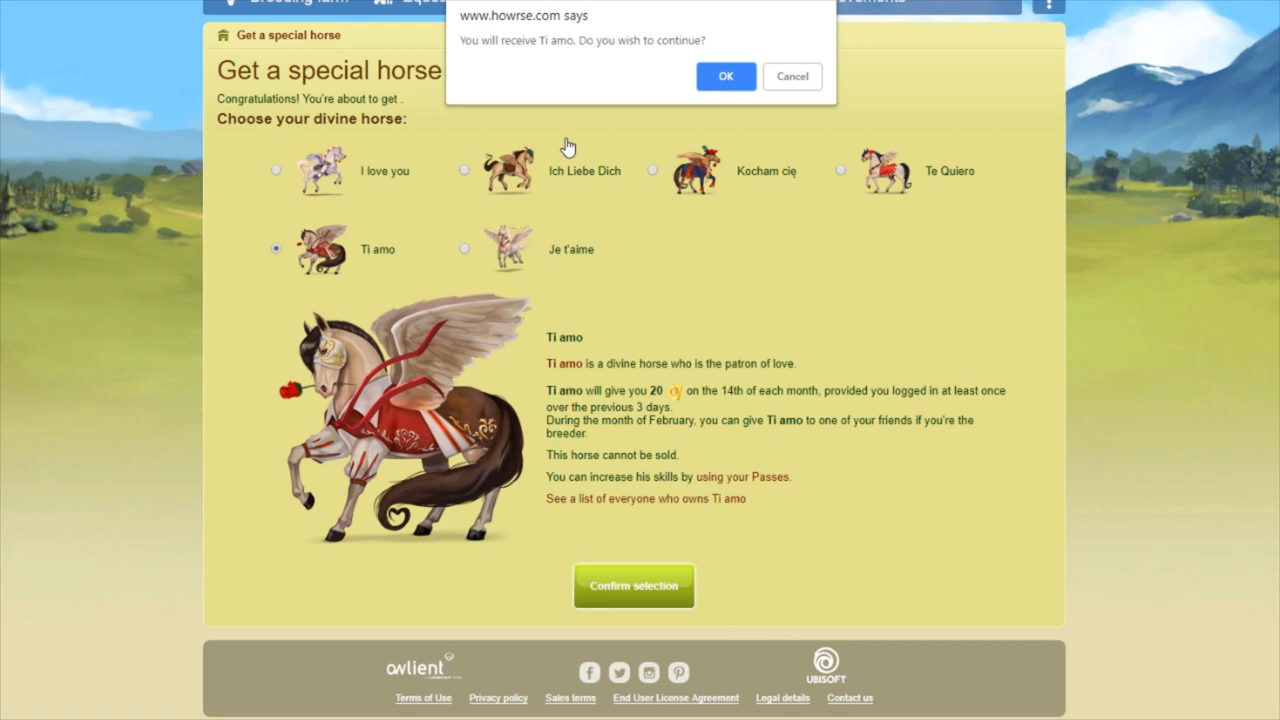 www.howrse.com says
You will receive Ti amo. Do you wish to continue?
OK
Cancel
Get a special horse
Get a special horse
Congratulations! You're about to get .
Choose your divine horse:
I love you
Ich Liebe Dich
Kocham cię
Te Quiero
Ti amo
Je t'aime
Ti amo
Ti amo is a divine horse who is the patron of love.
Ti amo will give you 20 on the 14th of each month, provided you logged in at least once
over the previous 3 days.
During the month of February, you can give Ti amo to one of your friends if you're the
breeder.
This horse cannot be sold.
You can increase his skills by using your Passes.
See a list of everyone who owns Ti amo
Confirm selection
owlient
UBISOFT
Terms of Use
Privacy policy
Sales terms
End User License Agreement
Legal details
Contact us